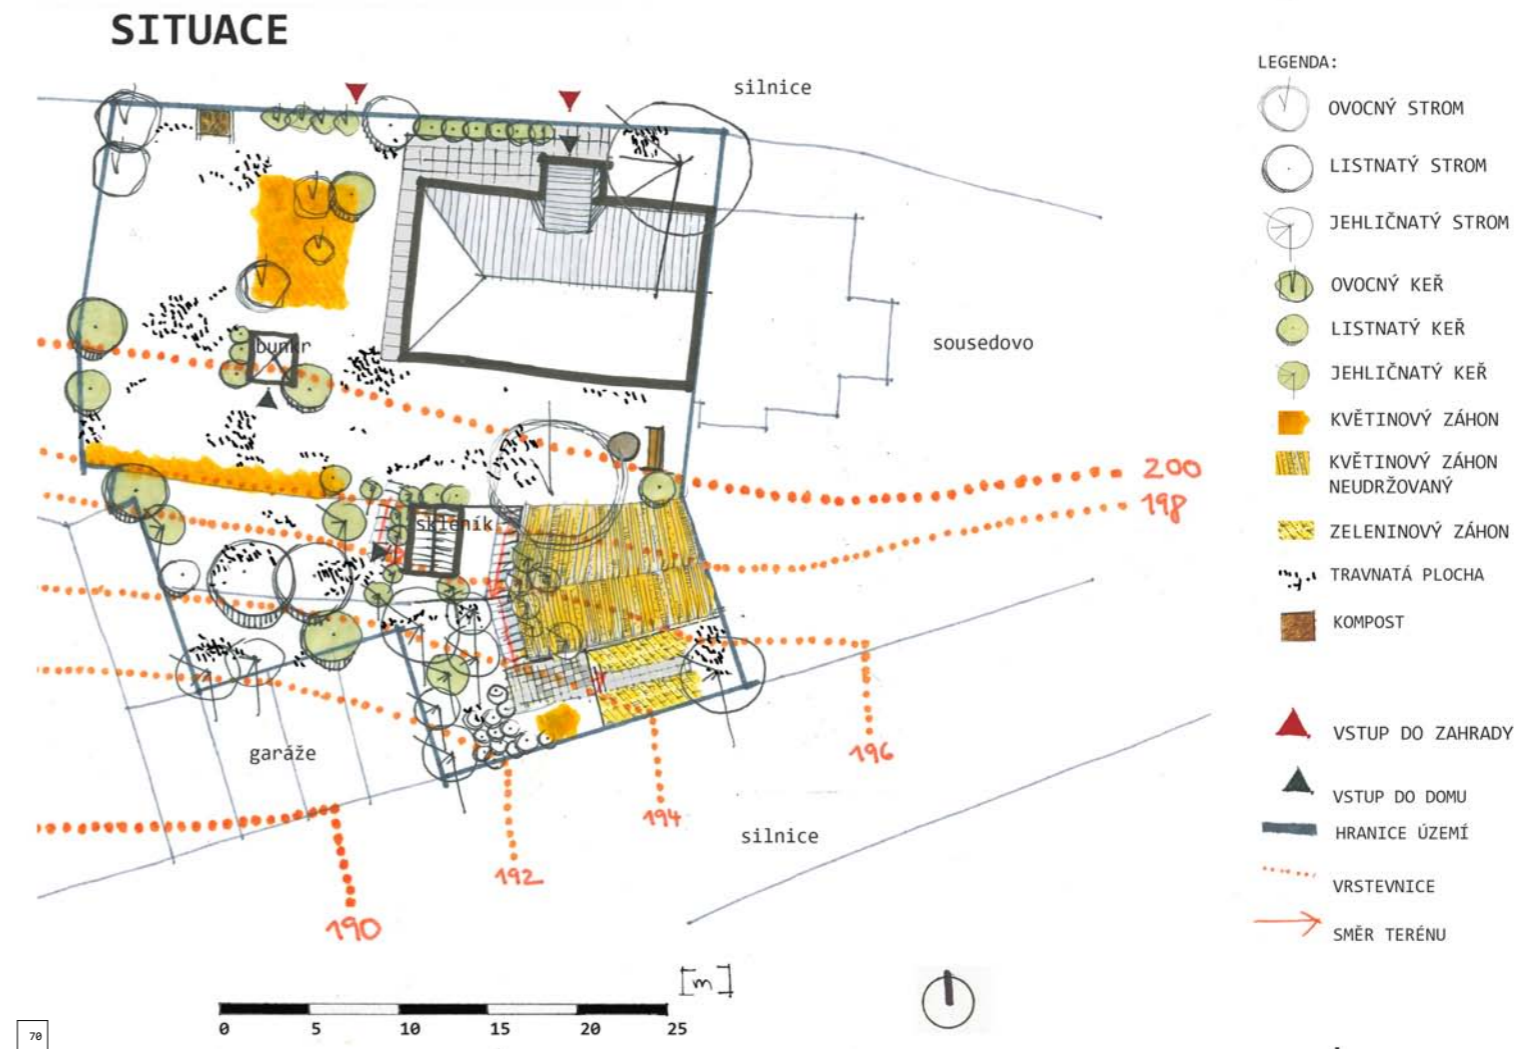 SITUACE
silnice
bunkr
sousedovo
200
198
skleník
196
garáže
194
silnice
192
190
[m]
0 5 10 15 20 25
70
LEGENDA:
OVOCNÝ STROM
LISTNATÝ STROM
JEHLIČNATÝ STROM
OVOCNÝ KEŘ
LISTNATÝ KEŘ
JEHLIČNATÝ KEŘ
KVĚTINOVÝ ZÁHON
KVĚTINOVÝ ZÁHON
NEUDRŽOVANÝ
ZELENINOVÝ ZÁHON
TRAVNATÁ PLOCHA
KOMPOST
VSTUP DO ZAHRADY
VSTUP DO DOMU
HRANICE ÚZEMÍ
VRSTEVNICE
SMĚR TERÉNU